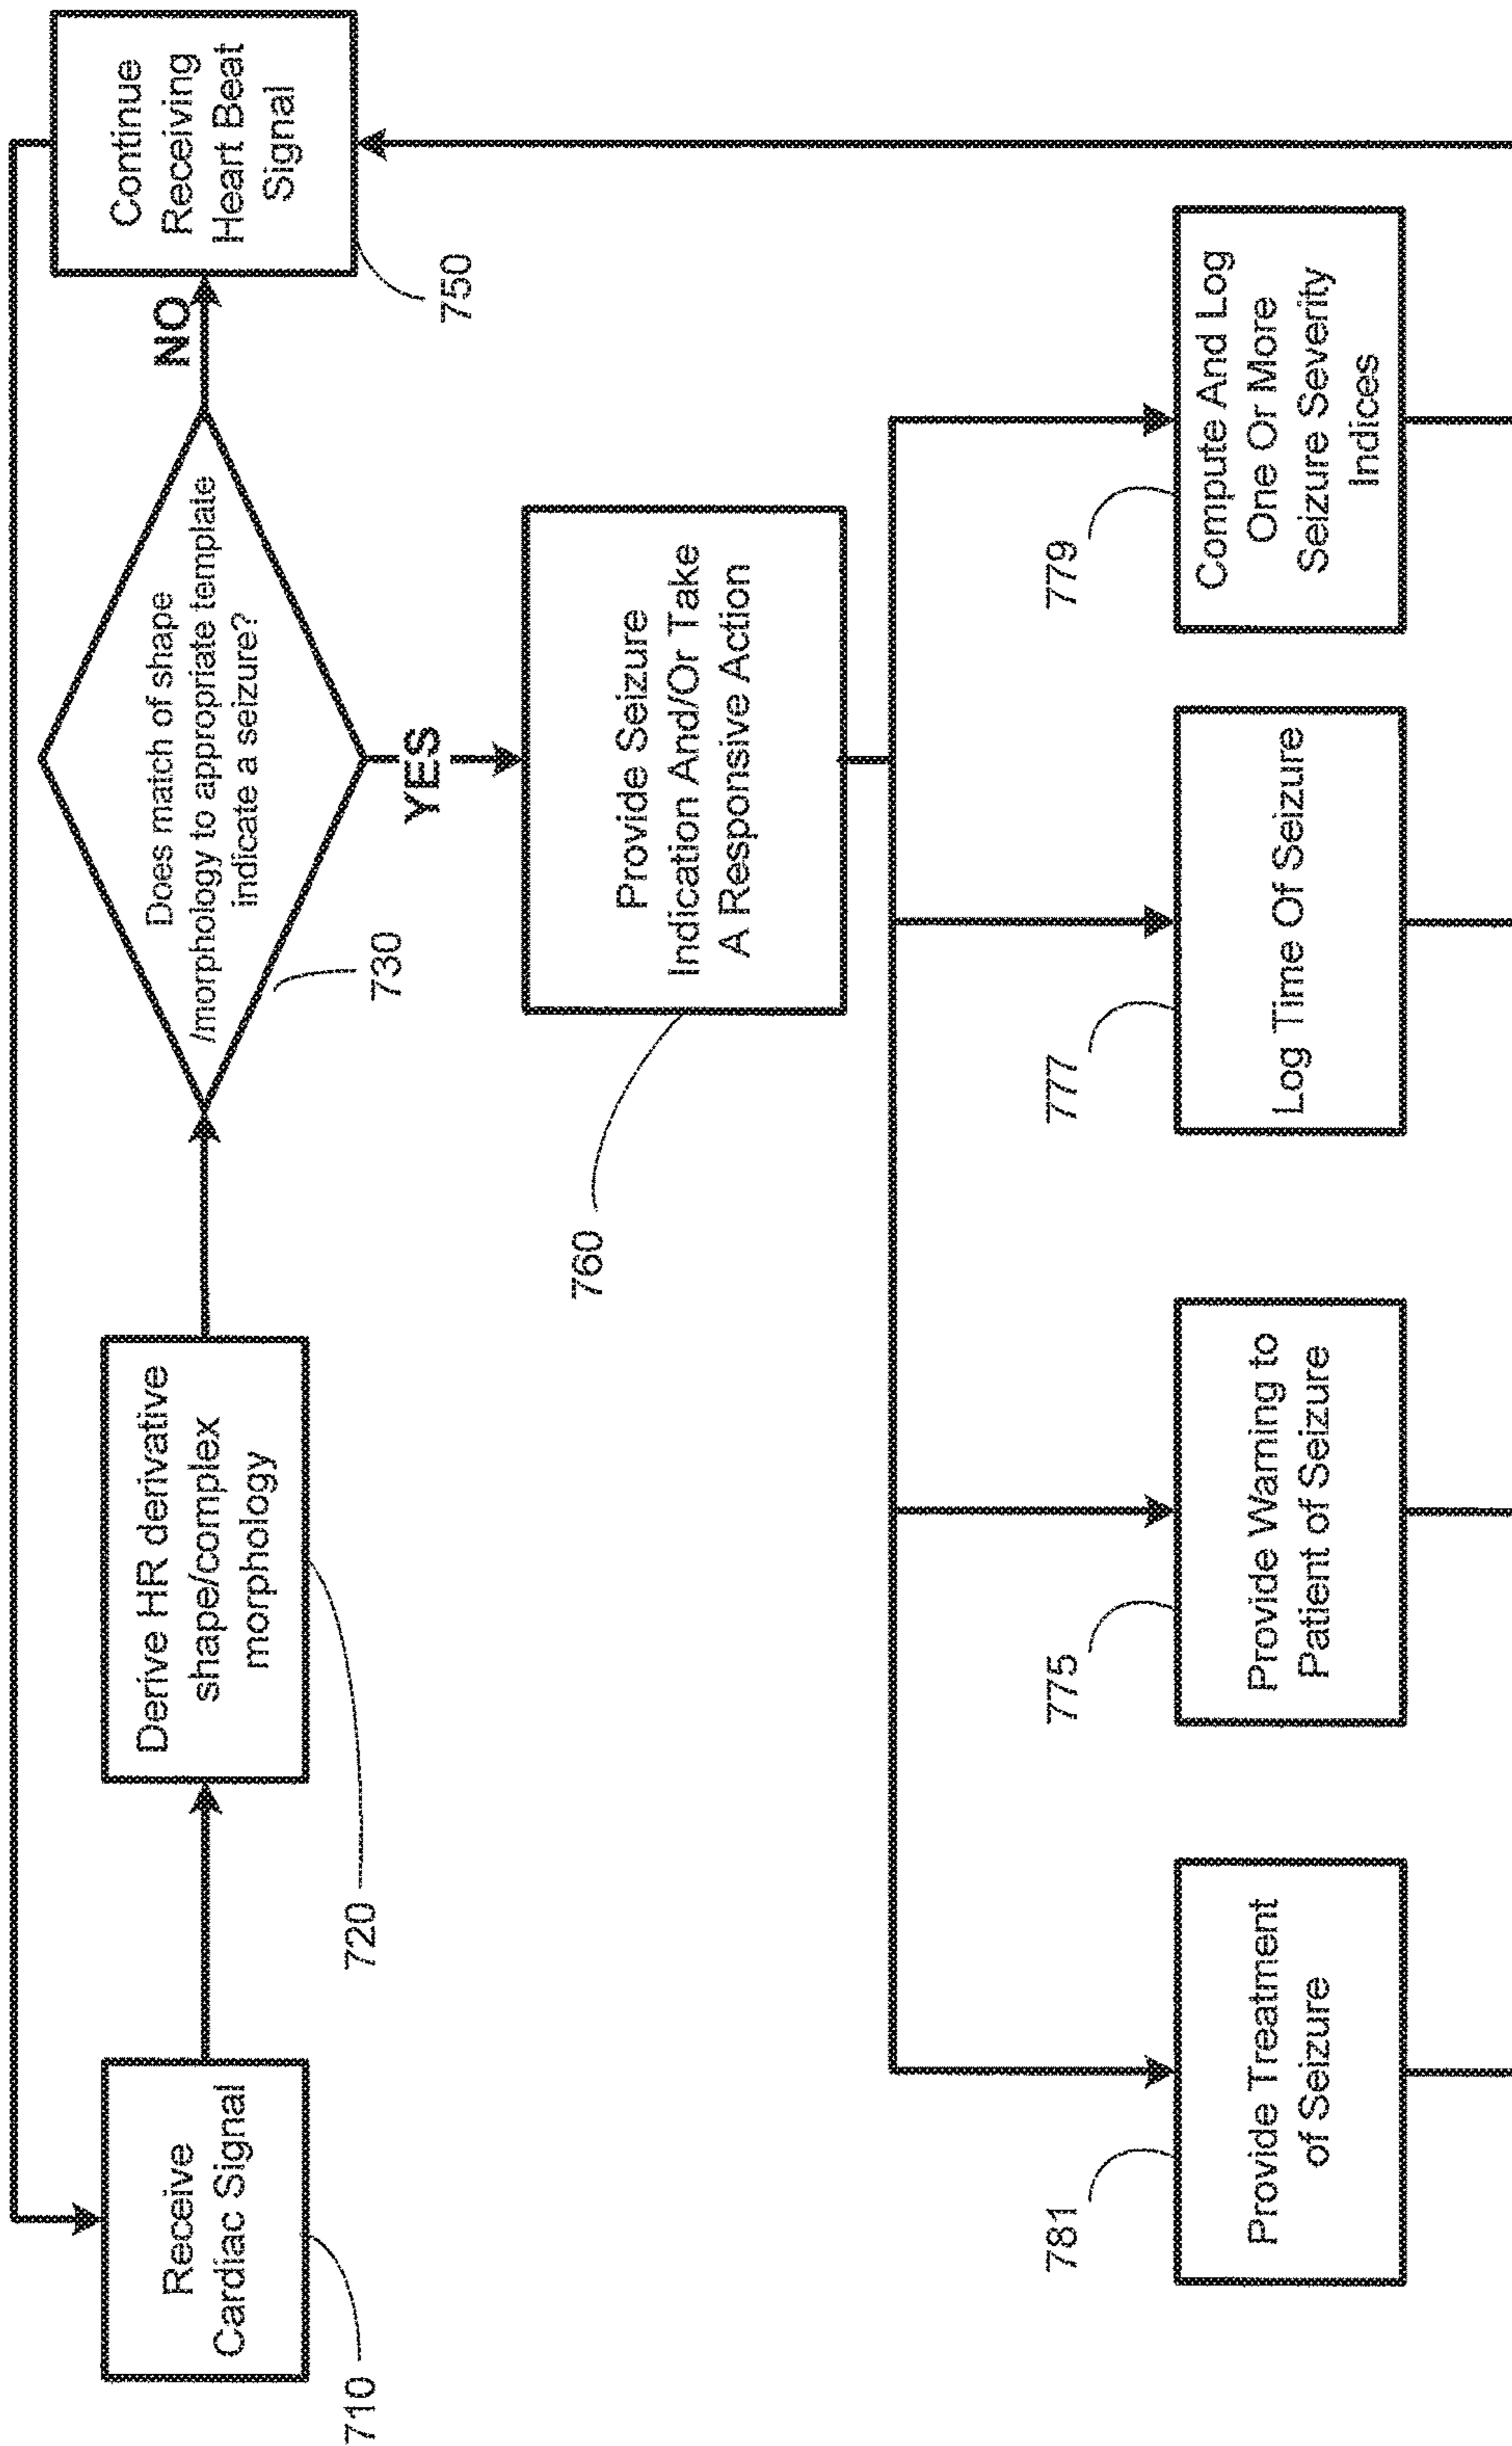 Receive
Cardiac Signal
710
Derive HR derivative
shape/complex
morphology
720
Does match of shape
/morphology to appropriate template
indicate a seizure?
730
NO
Continue
Receiving
Heart Beat
Signal
750
YES
Provide Seizure
Indication And/Or Take
A Responsive Action
760
781
Provide Treatment
of Seizure
775
Provide Warning to
Patient of Seizure
777
Log Time Of Seizure
779
Compute And Log
One Or More
Seizure Severity
Indices